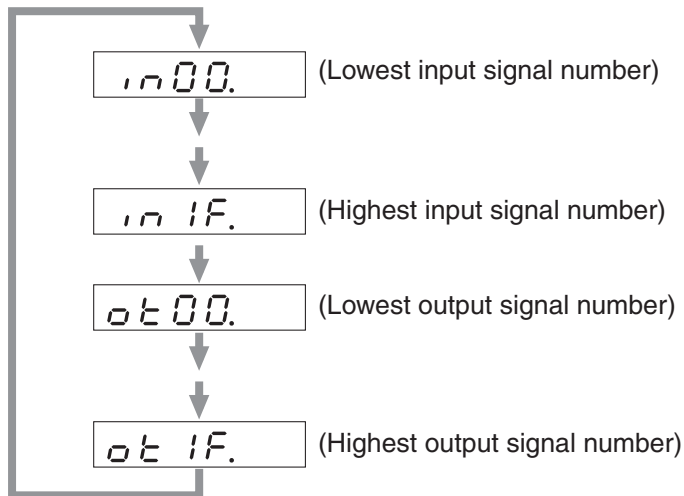 in00. (Lowest input signal number)
in 1F. (Highest input signal number)
ot00. (Lowest output signal number)
ot 1F. (Highest output signal number)